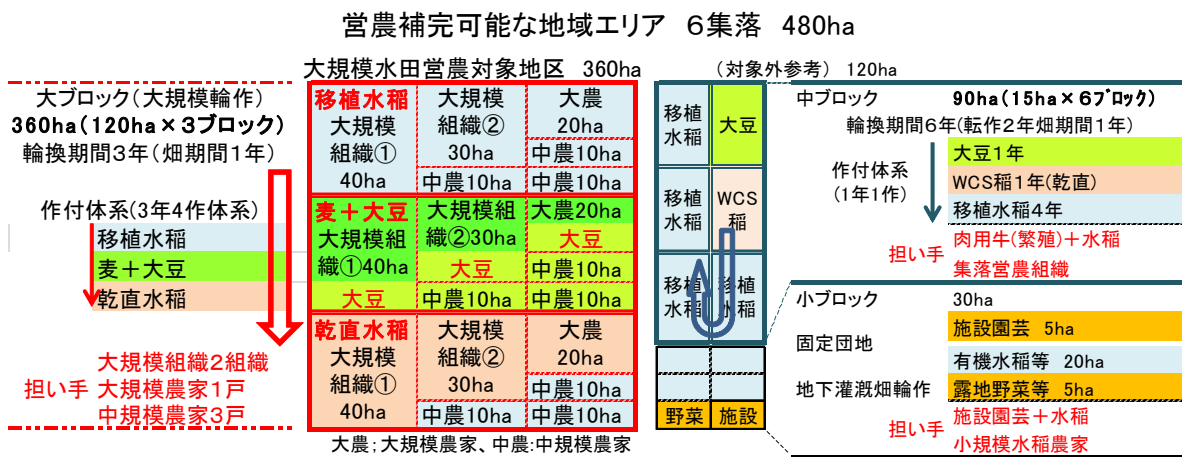 営農補完可能な地域エリア　６集落　480ha
大規模水田営農対象地区　360ha
（対象外参考）　120ha
大ブロック（大規模輪作）
360ha（120ha×３ブロック）
輪換期間３年（畑期間１年）
作付体系（3年4作体系）
移植水稲
麦＋大豆
乾直水稲
担い手
大規模組織２組織
大規模農家１戸
中規模農家３戸
移植水稲
大規模
組織①
40ha
大規模
組織②
30ha
中農10ha
大農
20ha
中農10ha
中農10ha
麦＋大豆
大規模組
織①40ha
大豆
大規模組
織②30ha
大豆
中農10ha
大農20ha
大豆
中農10ha
中農10ha
乾直水稲
大規模
組織①
40ha
大規模
組織②
30ha
中農10ha
大農
20ha
中農10ha
中農10ha
大農；大規模農家、中農：中規模農家
移植
水稲
大豆
移植
水稲
WCS
稲
移植
水稲
移植
水稲
野菜
施設
中ブロック
90ha（15ha×６ブロック）
輪換期間６年（転作２年畑期間１年）
作付体系
（１年１作）
大豆１年
WCS稲１年（乾直）
移植水稲４年
担い手
肉用牛（繁殖）＋水稲
集落営農組織
小ブロック
30ha
固定団地
施設園芸　5ha
有機水稲等　20ha
地下灌漑畑輪作
露地野菜等　5ha
担い手
施設園芸＋水稲
小規模水稲農家